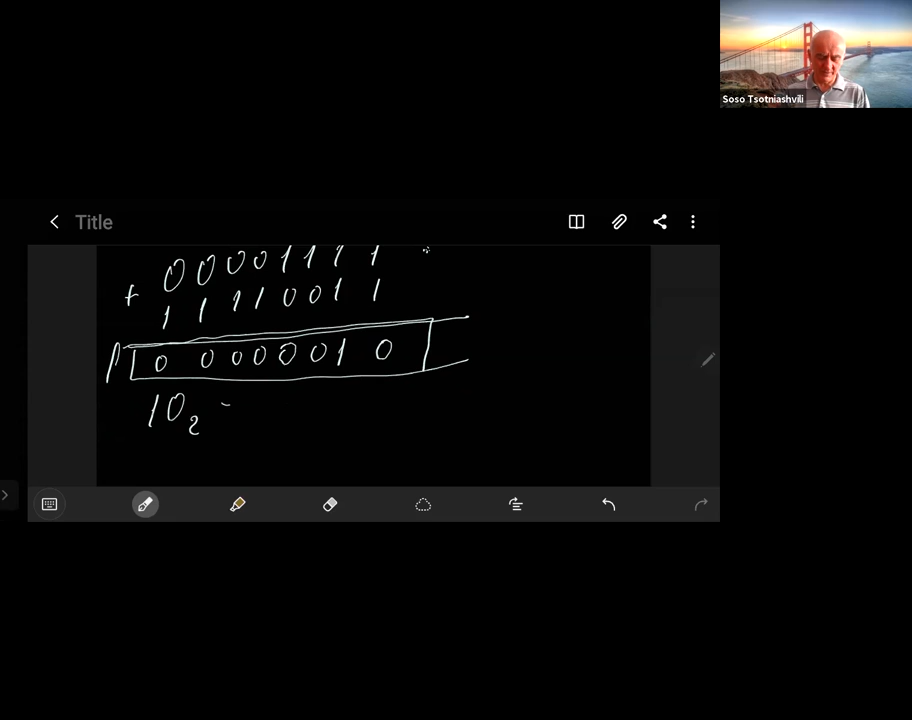 Soso Tsotniashvili
Title
00001111
+ 11110011
1 00000010
10₂ =